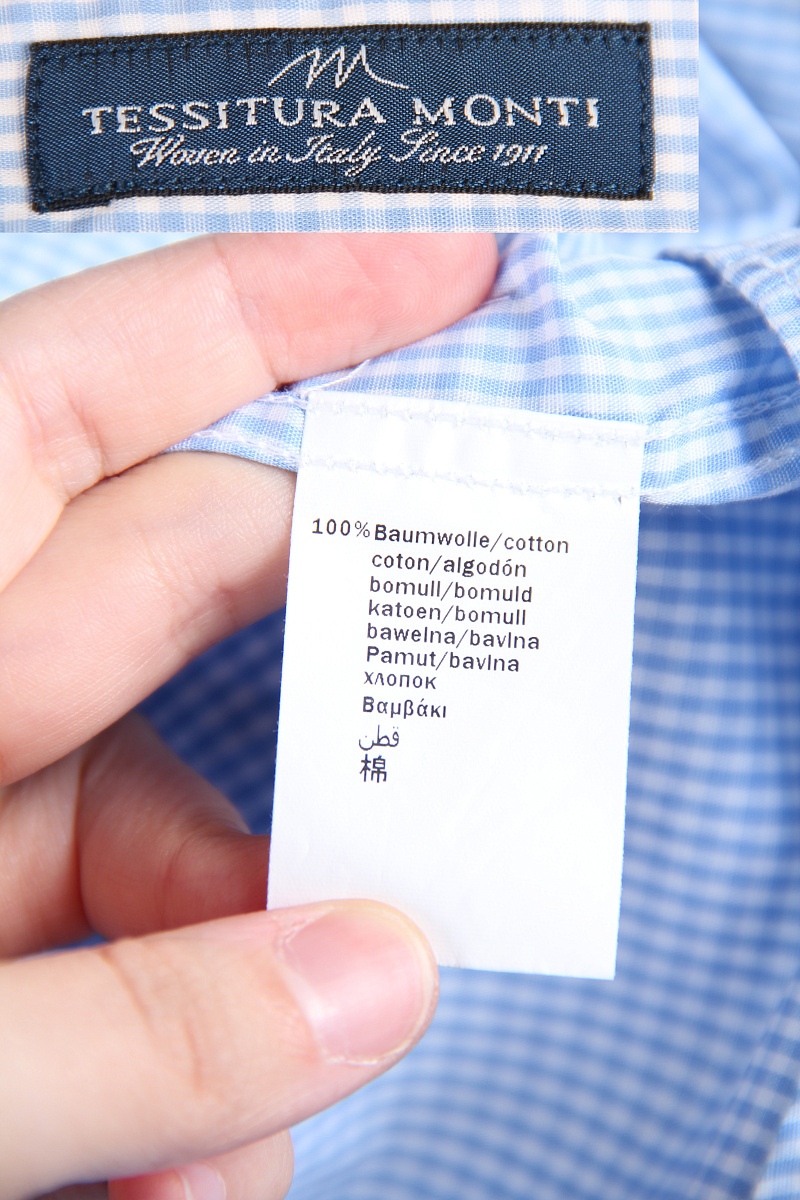 TESSITURA MONTI
Woven in Italy Since 1911
100% Baumwolle/cotton
coton/algodón
bomull/bomuld
katoen/bomull
bawelna/bavlna
Pamut/bavlna
хлопок
Βαμβάκι
قطن
棉